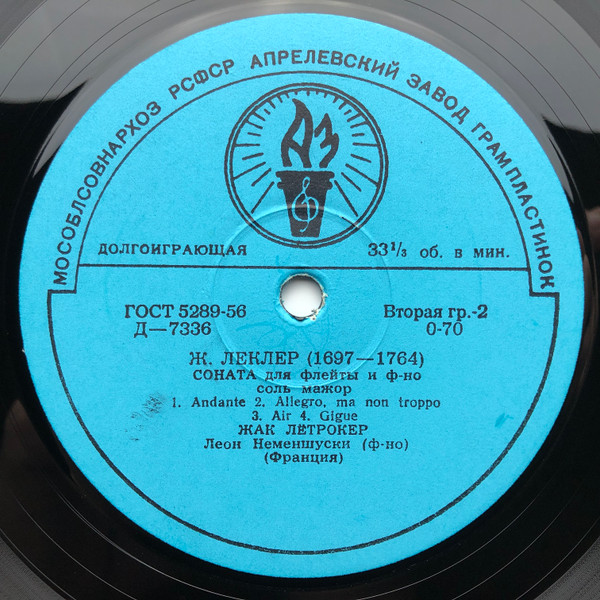 МОСОБЛСОВНАРХОЗ РСФСР АПРЕЛЕВСКИЙ ЗАВОД ГРАМПЛАСТИНОК
АЗ
ДОЛГОИГРАЮЩАЯ 33⅓ об. в мин.
ГОСТ 5289-56 Вторая гр.-2
Д—7336 0-70
Ж. ЛЕКЛЕР (1697—1764)
СОНАТА для флейты и ф-но
соль мажор
1. Andante 2. Allegro, ma non troppo
3. Air 4. Gigue
ЖАК ЛЕТРОКЕР
Леон Неменшуски (ф-но)
(Франция)